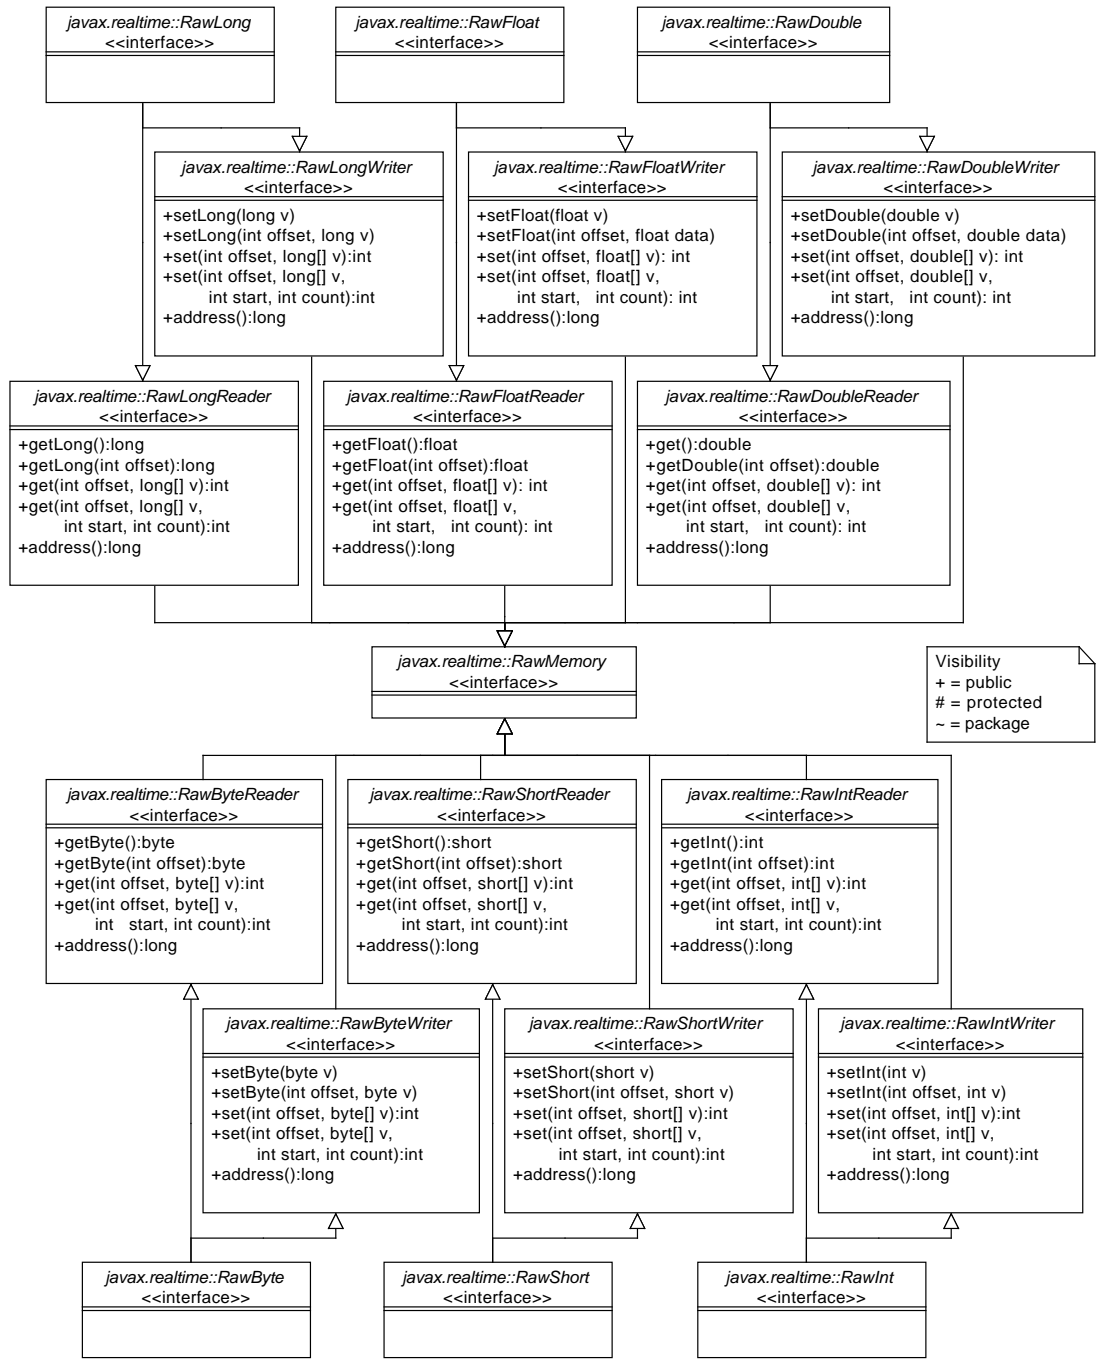 javax.realtime::RawLong
<<interface>>
javax.realtime::RawFloat
<<interface>>
javax.realtime::RawDouble
<<interface>>
javax.realtime::RawLongWriter
<<interface>>
+setLong(long v)
+setLong(int offset, long v)
+set(int offset, long[] v):int
+set(int offset, long[] v,
int start, int count):int
+address():long
javax.realtime::RawFloatWriter
<<interface>>
+setFloat(float v)
+setFloat(int offset, float data)
+set(int offset, float[] v): int
+set(int offset, float[] v,
int start, int count): int
+address():long
javax.realtime::RawDoubleWriter
<<interface>>
+setDouble(double v)
+setDouble(int offset, double data)
+set(int offset, double[] v): int
+set(int offset, double[] v,
int start, int count): int
+address():long
javax.realtime::RawLongReader
<<interface>>
+getLong():long
+getLong(int offset):long
+get(int offset, long[] v):int
+get(int offset, long[] v,
int start, int count):int
+address():long
javax.realtime::RawFloatReader
<<interface>>
+getFloat():float
+getFloat(int offset):float
+get(int offset, float[] v): int
+get(int offset, float[] v,
int start, int count): int
+address():long
javax.realtime::RawDoubleReader
<<interface>>
+get():double
+getDouble(int offset):double
+get(int offset, double[] v): int
+get(int offset, double[] v,
int start, int count): int
+address():long
javax.realtime::RawMemory
<<interface>>
Visibility
+ = public
# = protected
~ = package
javax.realtime::RawByteReader
<<interface>>
+getByte():byte
+getByte(int offset):byte
+get(int offset, byte[] v):int
+get(int offset, byte[] v,
int start, int count):int
+address():long
javax.realtime::RawShortReader
<<interface>>
+getShort():short
+getShort(int offset):short
+get(int offset, short[] v):int
+get(int offset, short[] v,
int start, int count):int
+address():long
javax.realtime::RawIntReader
<<interface>>
+getInt():int
+getInt(int offset):int
+get(int offset, int[] v):int
+get(int offset, int[] v,
int start, int count):int
+address():long
javax.realtime::RawByteWriter
<<interface>>
+setByte(byte v)
+setByte(int offset, byte v)
+set(int offset, byte[] v):int
+set(int offset, byte[] v,
int start, int count):int
+address():long
javax.realtime::RawShortWriter
<<interface>>
+setShort(short v)
+setShort(int offset, short v)
+set(int offset, short[] v):int
+set(int offset, short[] v,
int start, int count):int
+address():long
javax.realtime::RawIntWriter
<<interface>>
+setInt(int v)
+setInt(int offset, int v)
+set(int offset, int[] v):int
+set(int offset, int[] v,
int start, int count):int
+address():long
javax.realtime::RawByte
<<interface>>
javax.realtime::RawShort
<<interface>>
javax.realtime::RawInt
<<interface>>